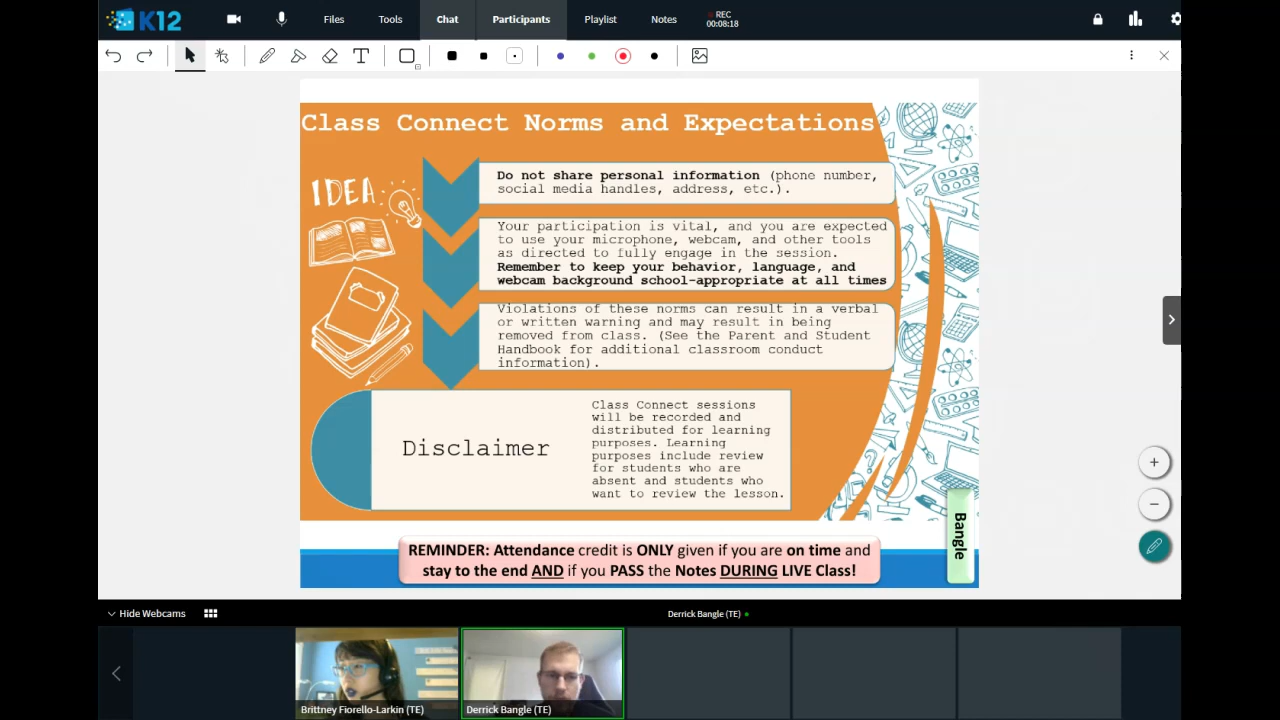 K12
Files
Tools
Chat
Participants
Playlist
Notes
REC
00:08:18
T
Class Connect Norms and Expectations
IDEA
Do not share personal information (phone number,
social media handles, address, etc.).
Your participation is vital, and you are expected
to use your microphone, webcam, and other tools
as directed to fully engage in the session.
Remember to keep your behavior, language, and
webcam background school-appropriate at all times
Violations of these norms can result in a verbal
or written warning and may result in being
removed from class. (See the Parent and Student
Handbook for additional classroom conduct
information).
Disclaimer
Class Connect sessions
will be recorded and
distributed for learning
purposes. Learning
purposes include review
for students who are
absent and students who
want to review the lesson.
Bangle
REMINDER: Attendance credit is ONLY given if you are on time and
stay to the end AND if you PASS the Notes DURING LIVE Class!
Hide Webcams
Derrick Bangle (TE)
Brittney Fiorello-Larkin (TE)
Derrick Bangle (TE)